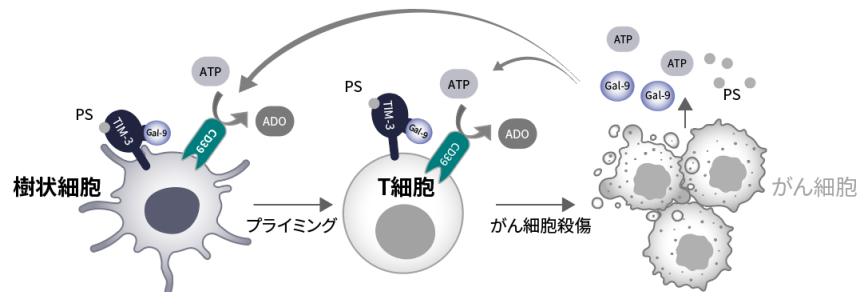 ATP
ATP
Gal-9
Gal-9
PS
PS
TIM-3
Gal-9
ATP
ADO
CD39
樹状細胞
プライミング
PS
TIM-3
Gal-9
ATP
ADO
CD39
T細胞
がん細胞殺傷
がん細胞